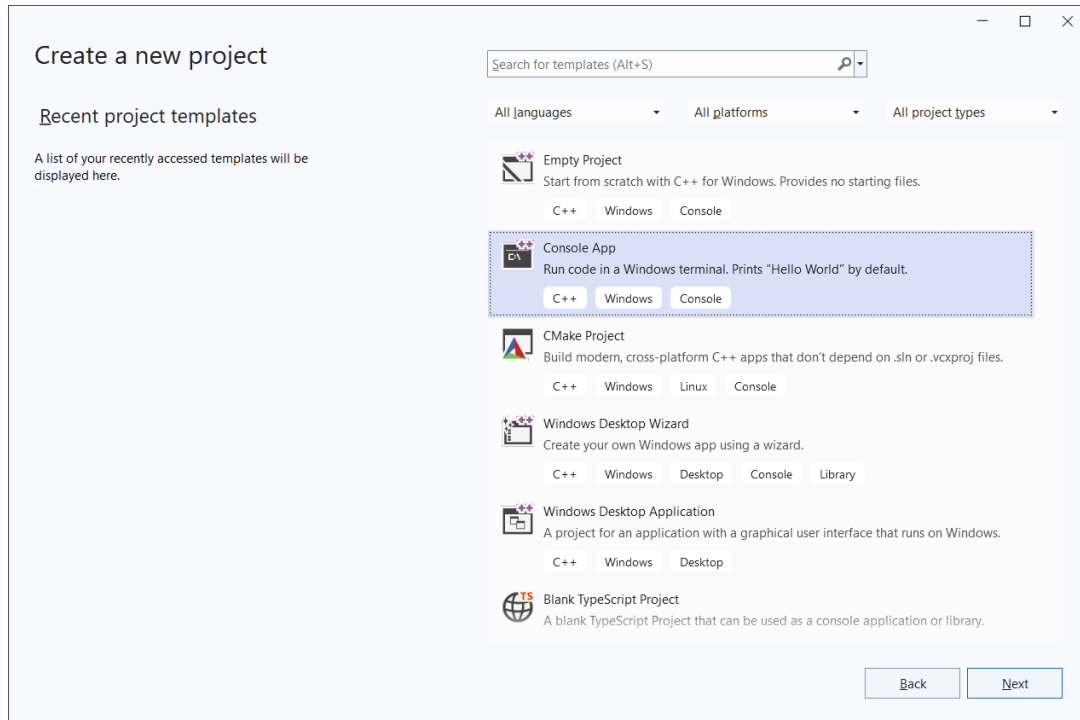 Create a new project
Search for templates (Alt+S)
Recent project templates
All languages
All platforms
All project types
A list of your recently accessed templates will be
displayed here.
Empty Project
Start from scratch with C++ for Windows. Provides no starting files.
C++ Windows Console
Console App
Run code in a Windows terminal. Prints “Hello World” by default.
C++ Windows Console
CMake Project
Build modern, cross-platform C++ apps that don’t depend on .sln or .vcxproj files.
C++ Windows Linux Console
Windows Desktop Wizard
Create your own Windows app using a wizard.
C++ Windows Desktop Console Library
Windows Desktop Application
A project for an application with a graphical user interface that runs on Windows.
C++ Windows Desktop
TS
Blank TypeScript Project
A blank TypeScript Project that can be used as a console application or library.
Back Next